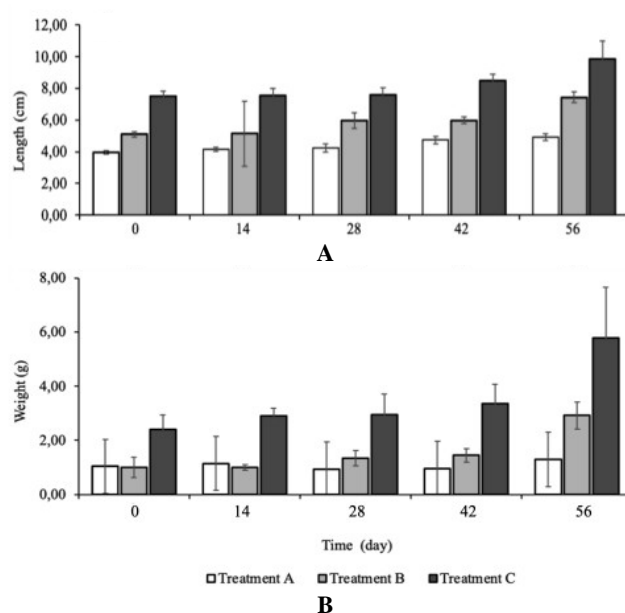 12,00
10,00
8,00
6,00
4,00
2,00
0,00
Length (cm)
0 14 28 42 56
A
8,00
6,00
4,00
2,00
0,00
Weight (g)
0 14 28 42 56
Time (day)
Treatment A Treatment B Treatment C
B